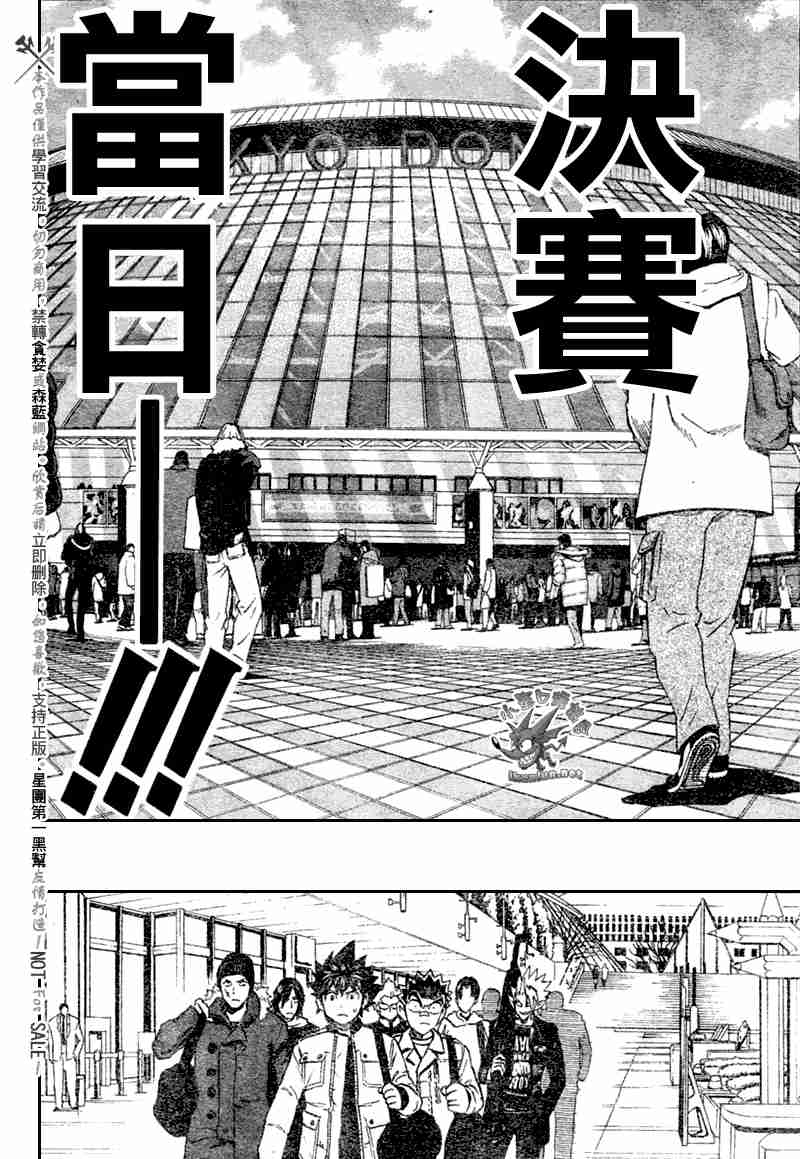 決賽
當日——!!!
KYO DOM
本作品僅供學習交流。切勿商用。禁轉貪婪或森藍網站。欣賞后請立即刪除。如您喜歡。支持正版。星團第一黑幫友情打造/NOT-For-SALE/